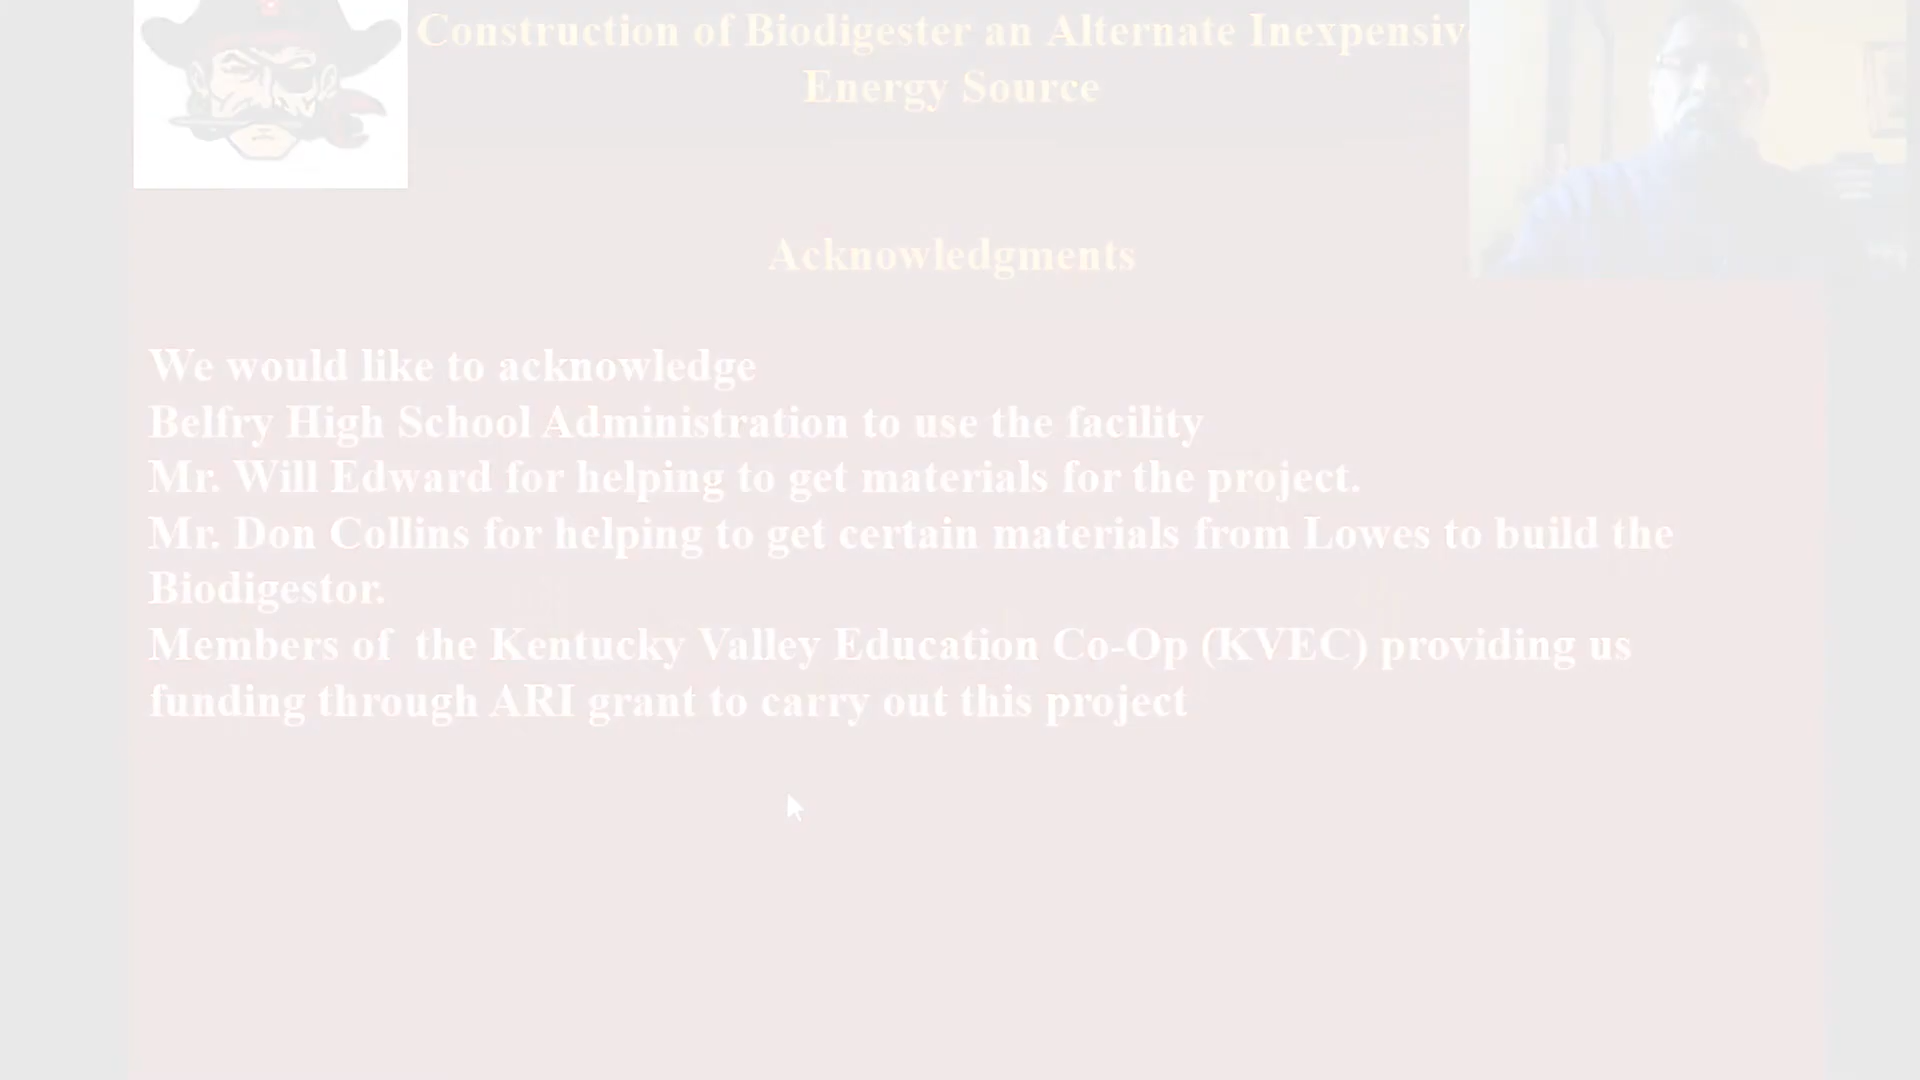 Construction of Biodigester an Alternate Inexpensiv
Energy Source
Acknowledgments
We would like to acknowledge
Belfry High School Administration to use the facility
Mr. Will Edward for helping to get materials for the project.
Mr. Don Collins for helping to get certain materials from Lowes to build the
Biodigestor.
Members of the Kentucky Valley Education Co-Op (KVEC) providing us
funding through ARI grant to carry out this project